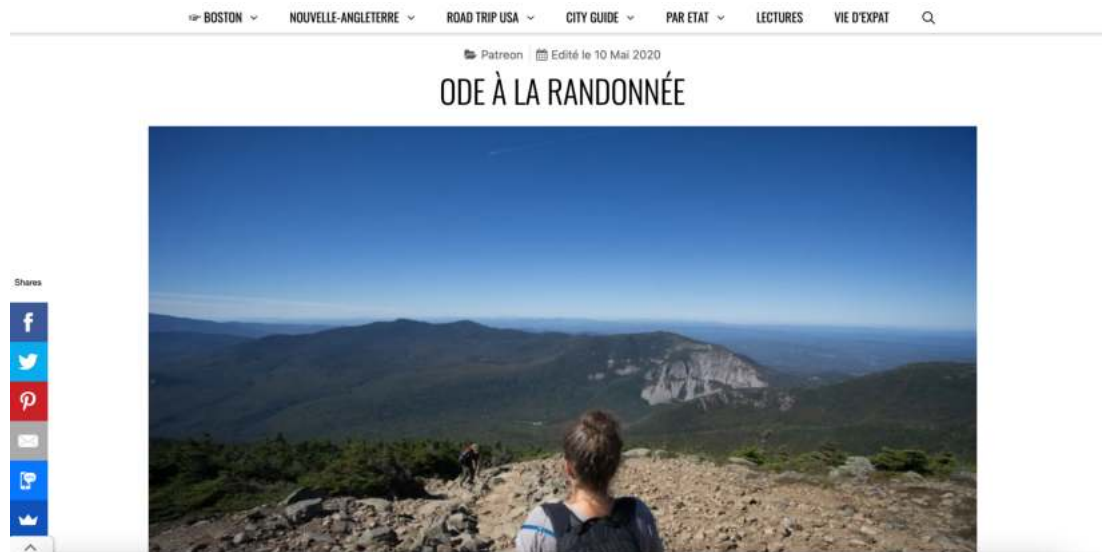 ☞ BOSTON NOUVELLE-ANGLETERRE ROAD TRIP USA CITY GUIDE PAR ETAT LECTURES VIE D'EXPAT
Patreon Edité le 10 Mai 2020
ODE À LA RANDONNÉE
Shares